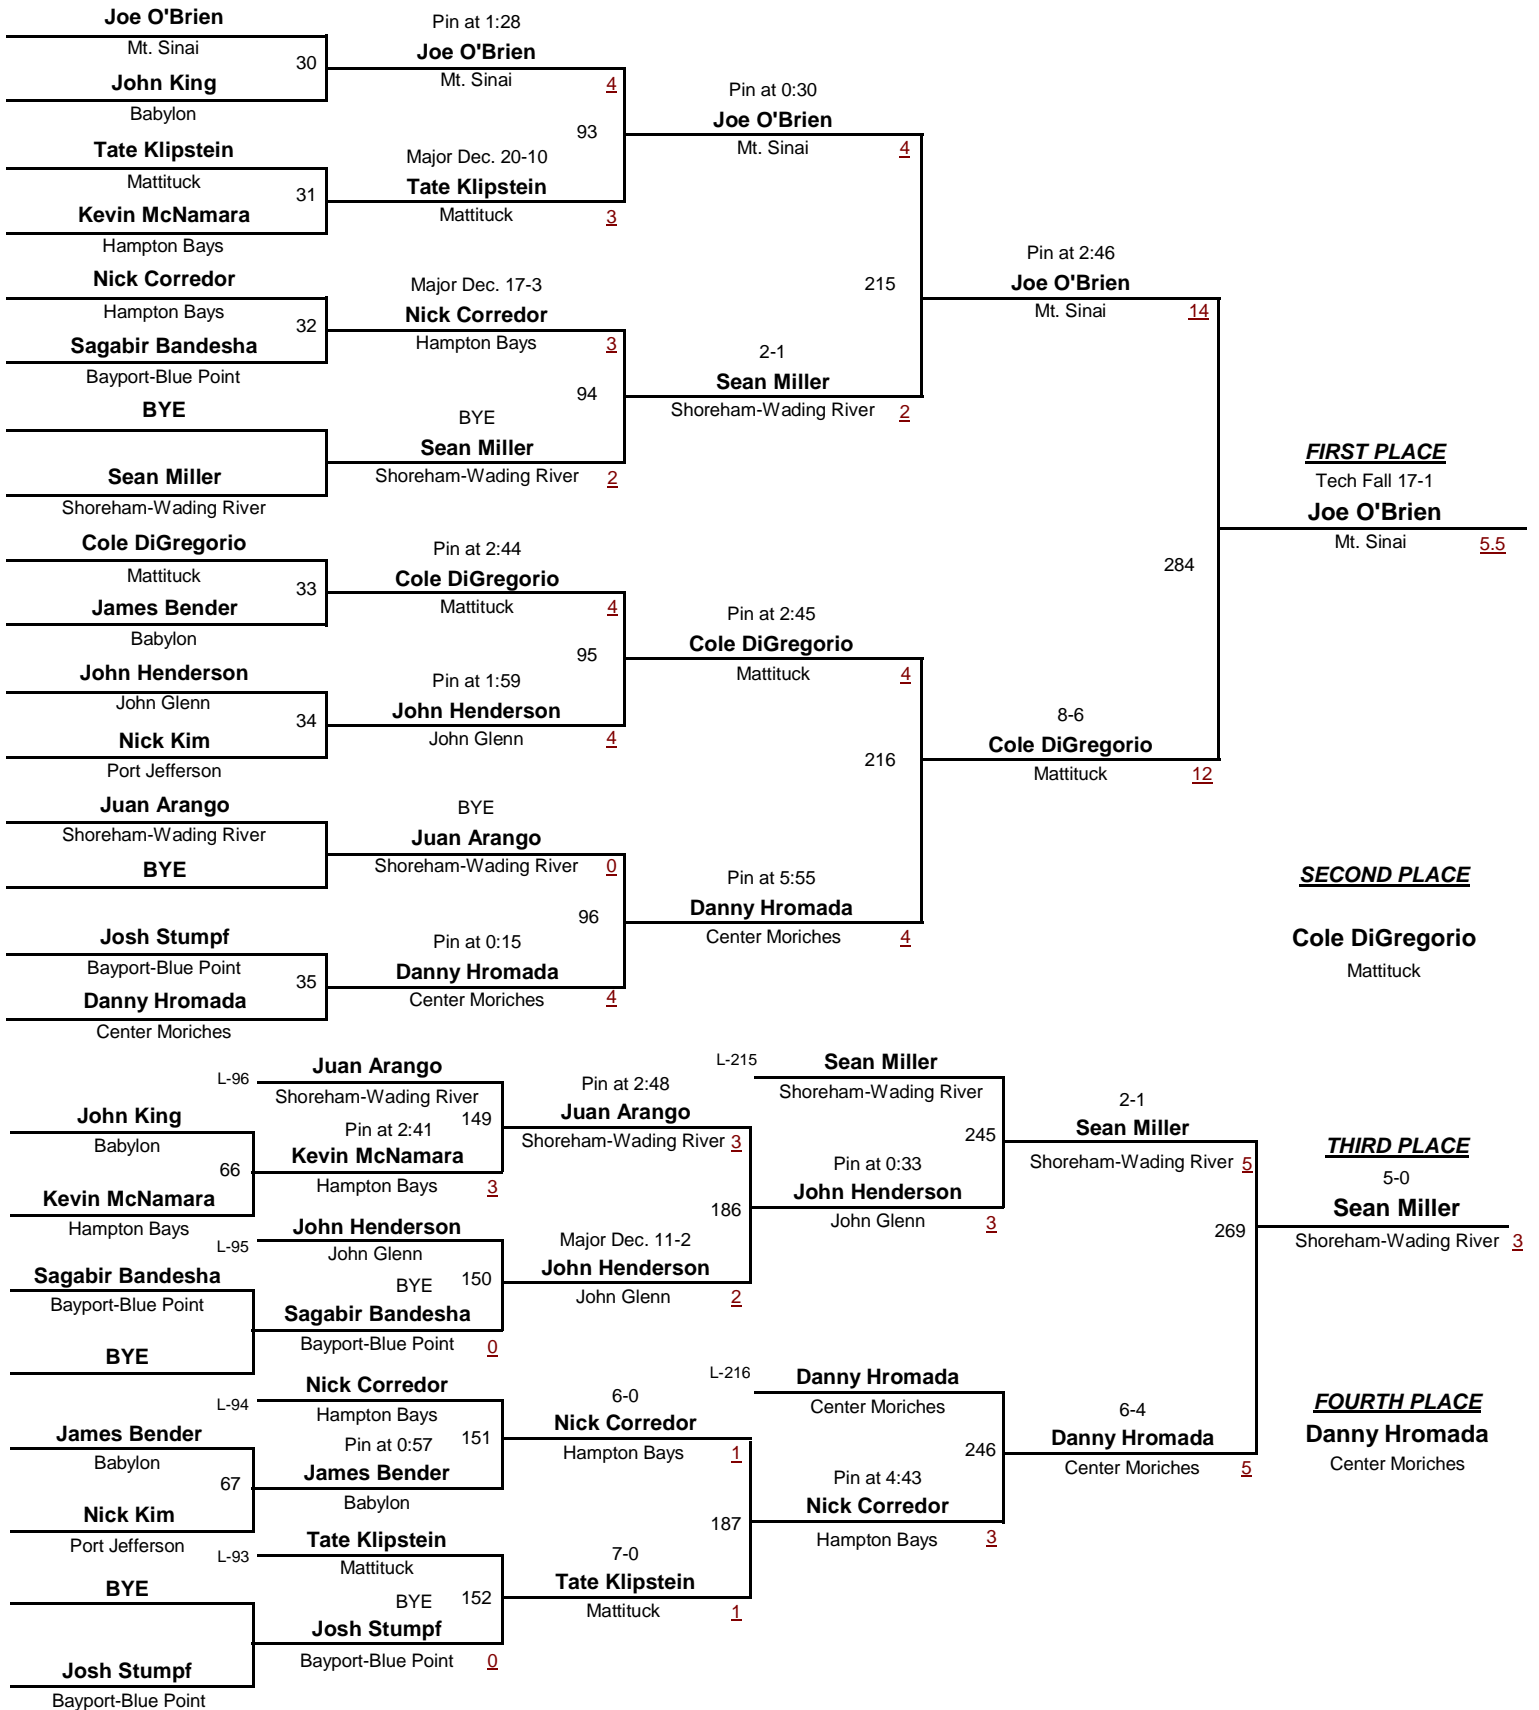 Joe O'Brien
Mt. Sinai
30
John King
Babylon
Tate Klipstein
Mattituck
31
Kevin McNamara
Hampton Bays
Nick Corredor
Hampton Bays
32
Sagabir Bandesha
Bayport-Blue Point
BYE
Sean Miller
Shoreham-Wading River
Cole DiGregorio
Mattituck
33
James Bender
Babylon
John Henderson
John Glenn
34
Nick Kim
Port Jefferson
Juan Arango
Shoreham-Wading River
BYE
Josh Stumpf
Bayport-Blue Point
35
Danny Hromada
Center Moriches
Pin at 1:28
Joe O'Brien
Mt. Sinai 4
93
Major Dec. 20-10
Tate Klipstein
Mattituck 3
Major Dec. 17-3
Nick Corredor
Hampton Bays 3
94
BYE
Sean Miller
Shoreham-Wading River 2
Pin at 2:44
Cole DiGregorio
Mattituck 4
95
Pin at 1:59
John Henderson
John Glenn 4
BYE
Juan Arango
Shoreham-Wading River 0
96
Pin at 0:15
Danny Hromada
Center Moriches 4
Pin at 0:30
Joe O'Brien
Mt. Sinai 4
215
2-1
Sean Miller
Shoreham-Wading River 2
Pin at 2:45
Cole DiGregorio
Mattituck 4
216
Pin at 5:55
Danny Hromada
Center Moriches 4
Pin at 2:46
Joe O'Brien
Mt. Sinai 14
284
8-6
Cole DiGregorio
Mattituck 12
FIRST PLACE
Tech Fall 17-1
Joe O'Brien
Mt. Sinai 5.5
SECOND PLACE
Cole DiGregorio
Mattituck
John King
Babylon
66
Kevin McNamara
Hampton Bays
Sagabir Bandesha
Bayport-Blue Point
BYE
James Bender
Babylon
67
Nick Kim
Port Jefferson
BYE
Josh Stumpf
Bayport-Blue Point
L-96
Juan Arango
Shoreham-Wading River
149
Pin at 2:41
Kevin McNamara
Hampton Bays 3
L-95
John Henderson
John Glenn
BYE 150
Sagabir Bandesha
Bayport-Blue Point 0
L-94
Nick Corredor
Hampton Bays
Pin at 0:57 151
James Bender
Babylon
L-93
Tate Klipstein
Mattituck
BYE 152
Josh Stumpf
Bayport-Blue Point 0
Pin at 2:48
Juan Arango
Shoreham-Wading River 3
186
Major Dec. 11-2
John Henderson
John Glenn 2
6-0
Nick Corredor
Hampton Bays 1
187
7-0
Tate Klipstein
Mattituck 1
L-215
Sean Miller
Shoreham-Wading River
245
Pin at 0:33
John Henderson
John Glenn 3
L-216
Danny Hromada
Center Moriches
246
Pin at 4:43
Nick Corredor
Hampton Bays 3
2-1
Sean Miller
Shoreham-Wading River 5
269
6-4
Danny Hromada
Center Moriches 5
THIRD PLACE
5-0
Sean Miller
Shoreham-Wading River 3
FOURTH PLACE
Danny Hromada
Center Moriches